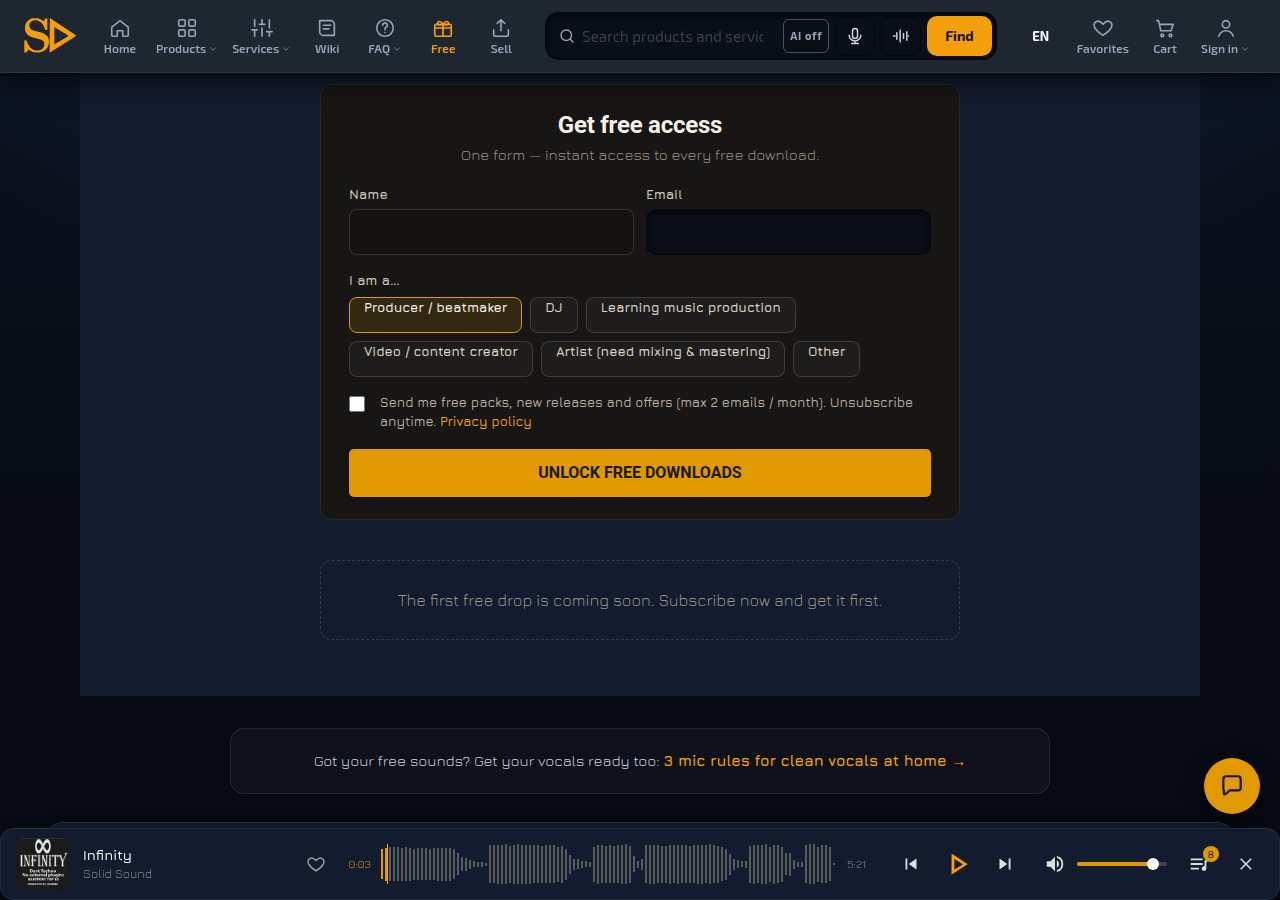 SD
Home
Products
Services
Wiki
FAQ
Free
Sell
Search products and servic
AI off
Find
EN
Favorites
Cart
Sign in
Get free access
One form — instant access to every free download.
Name
Email
I am a...
Producer / beatmaker
DJ
Learning music production
Video / content creator
Artist (need mixing & mastering)
Other
Send me free packs, new releases and offers (max 2 emails / month). Unsubscribe
anytime. Privacy policy
UNLOCK FREE DOWNLOADS
The first free drop is coming soon. Subscribe now and get it first.
Got your free sounds? Get your vocals ready too: 3 mic rules for clean vocals at home →
INFINITY
Infinity
Solid Sound
0:03
5:21
8